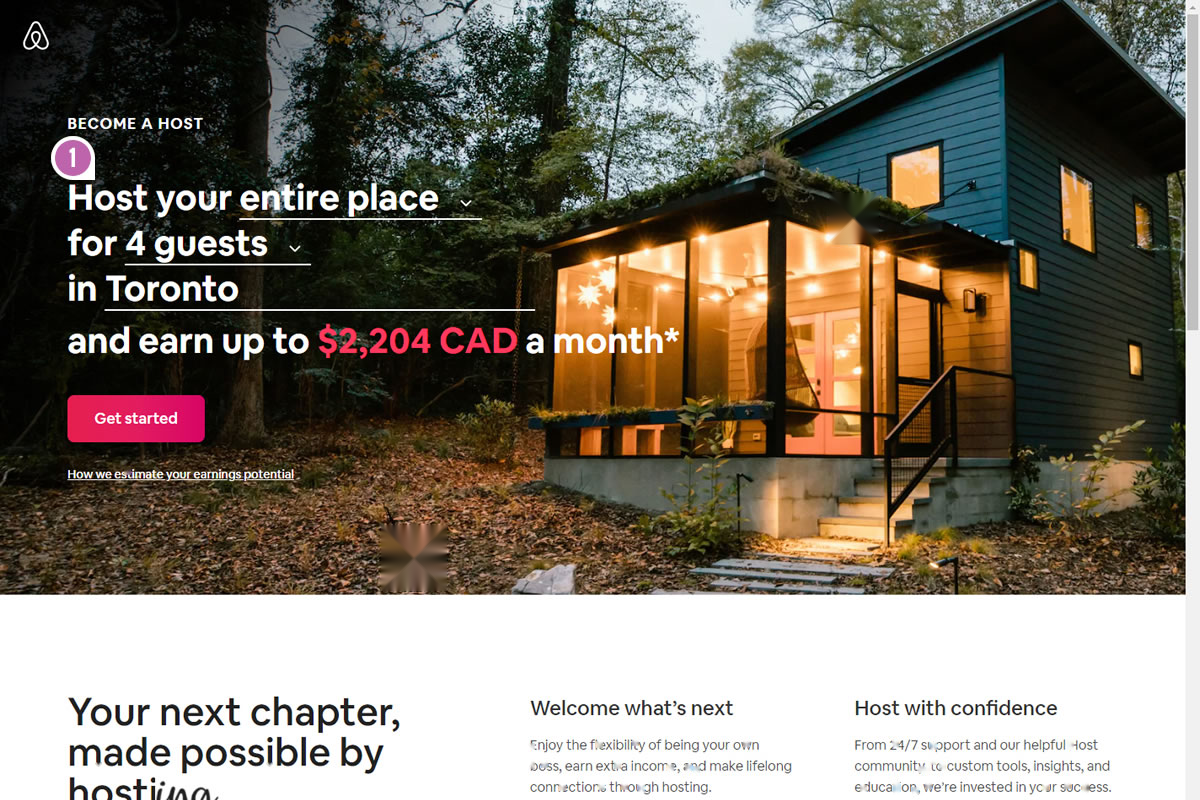 BECOME A HOST
1
Host your entire place
for 4 guests
in Toronto
and earn up to $2,204 CAD a month*
Get started
How we estimate your earnings potential
Your next chapter,
made possible by
hosting
Welcome what's next
Enjoy the flexibility of being your own
boss, earn extra income, and make lifelong
connections through hosting.
Host with confidence
From 24/7 support and our helpful Host
community, to custom tools, insights, and
education, we're invested in your success.